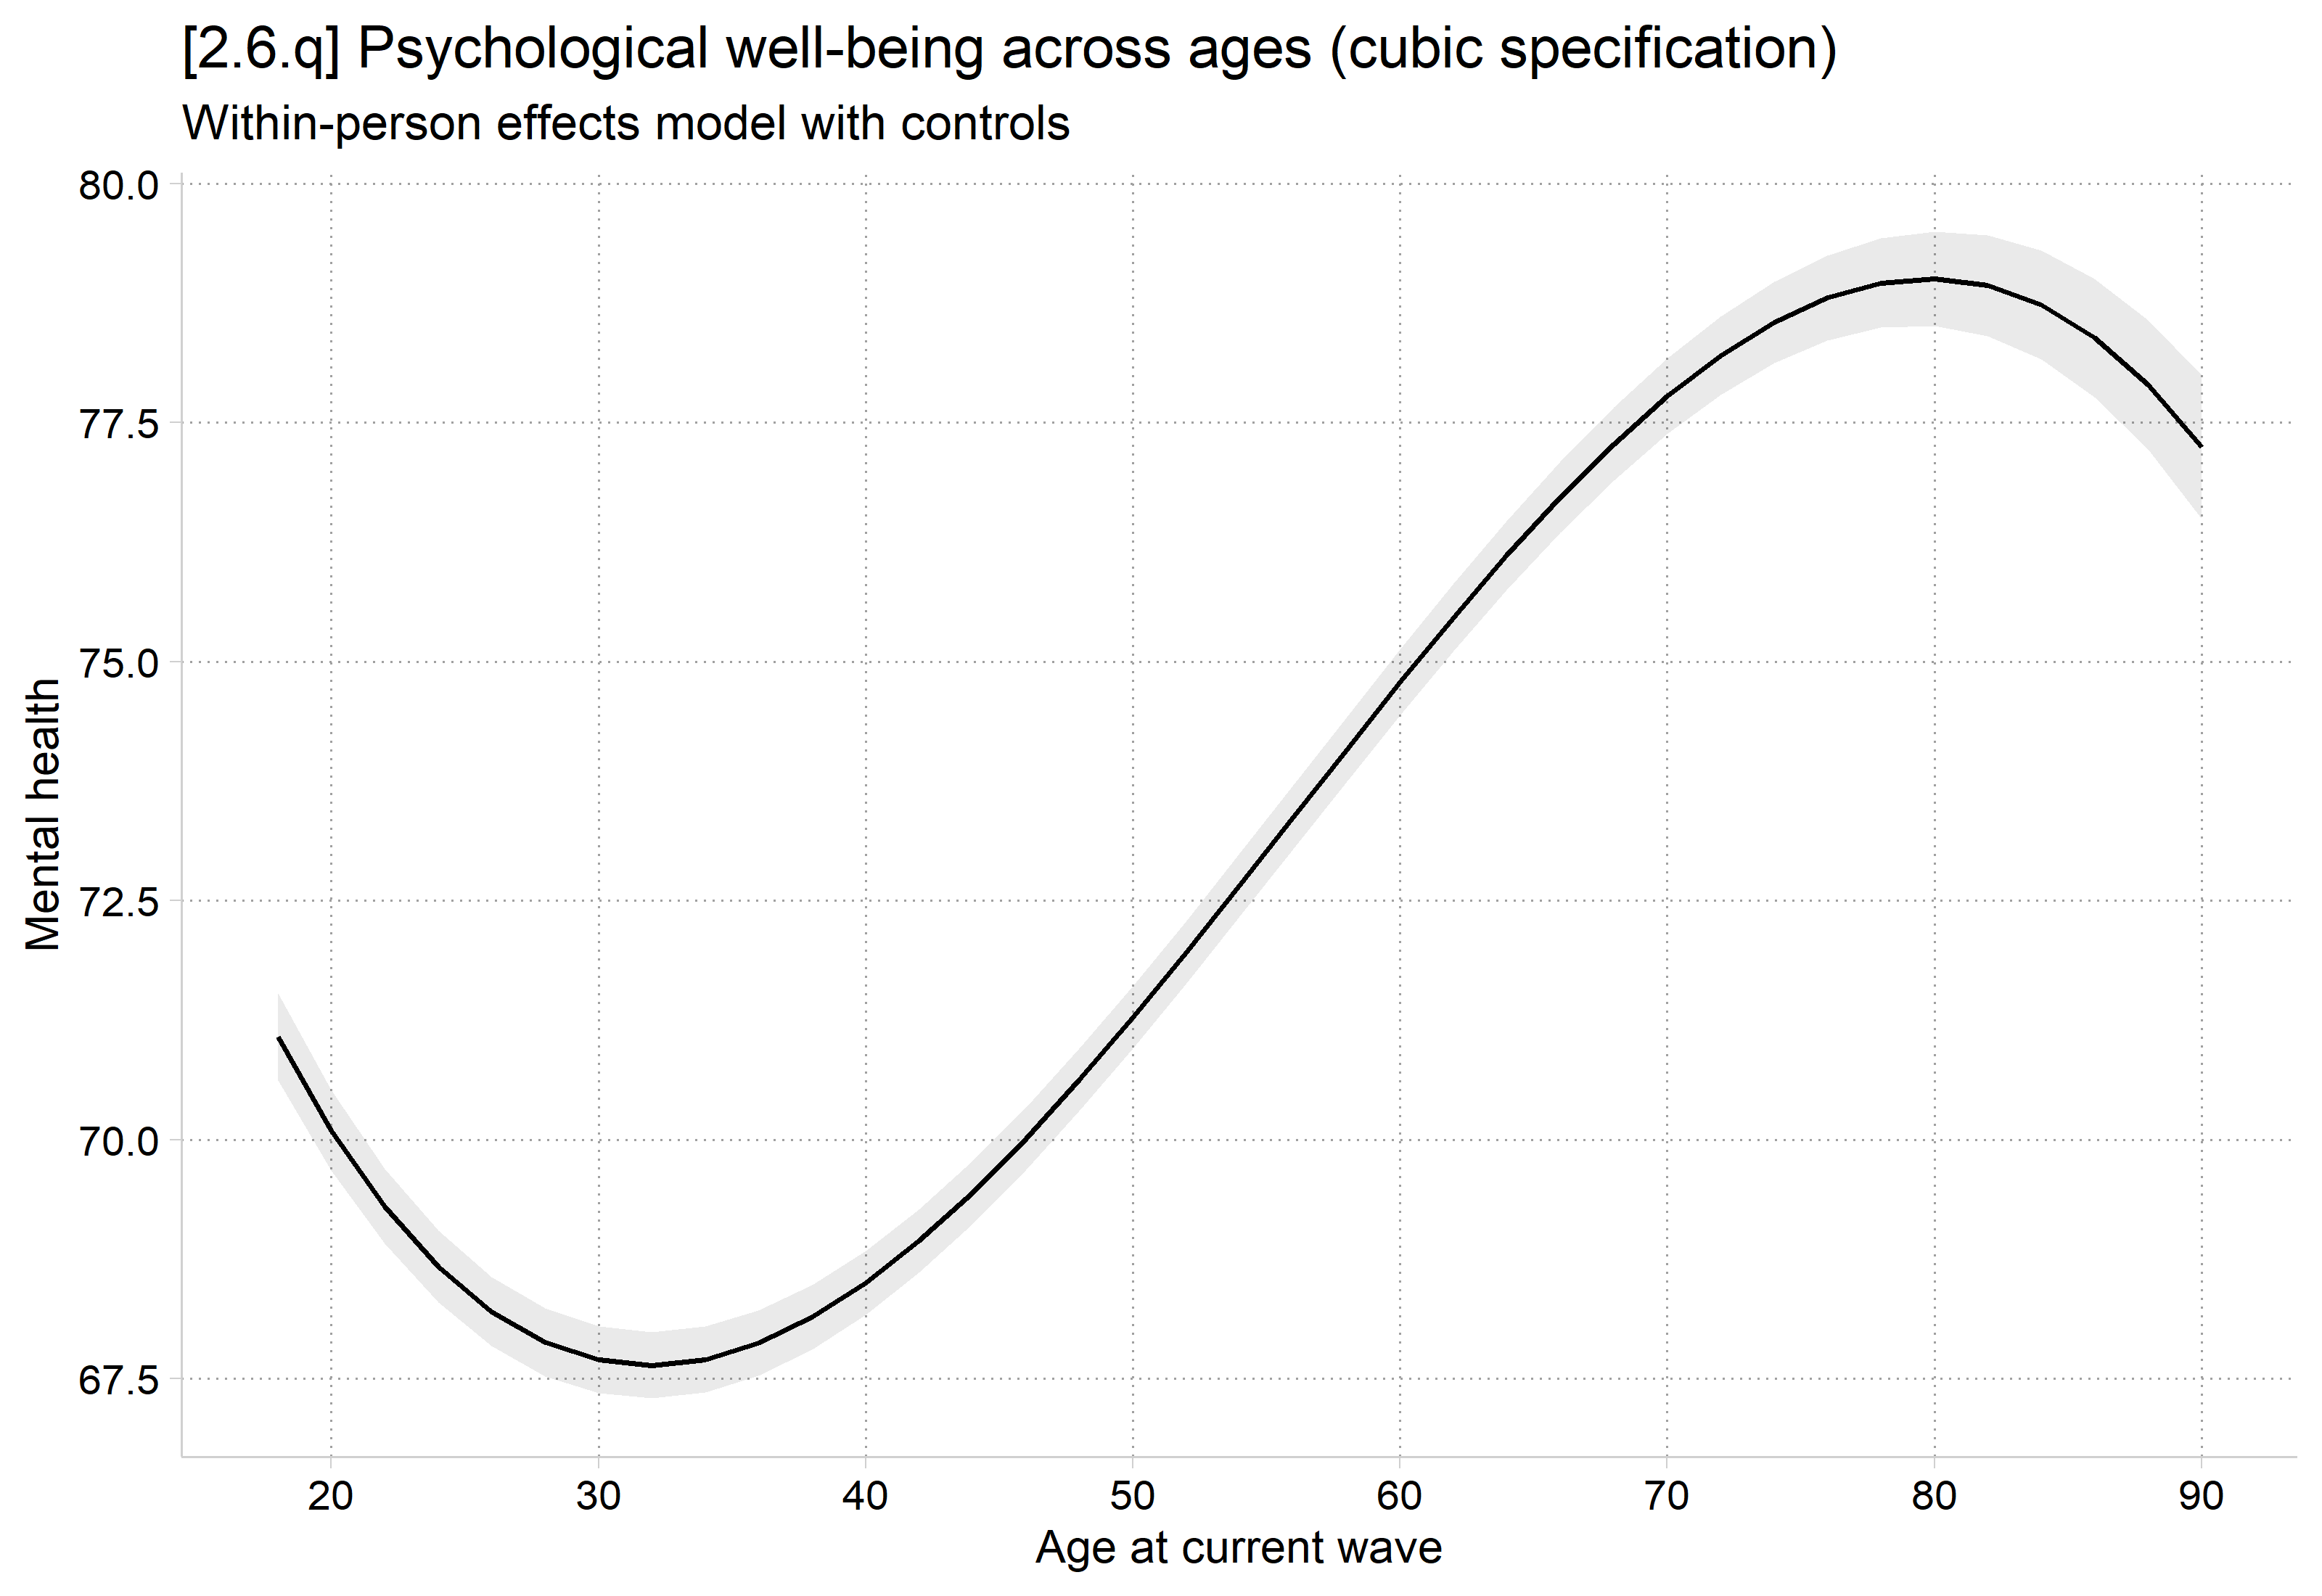 [2.6.q] Psychological well-being across ages (cubic specification)
Within-person effects model with controls
80.0
77.5
75.0
72.5
70.0
67.5
Mental health
20 30 40 50 60 70 80 90
Age at current wave